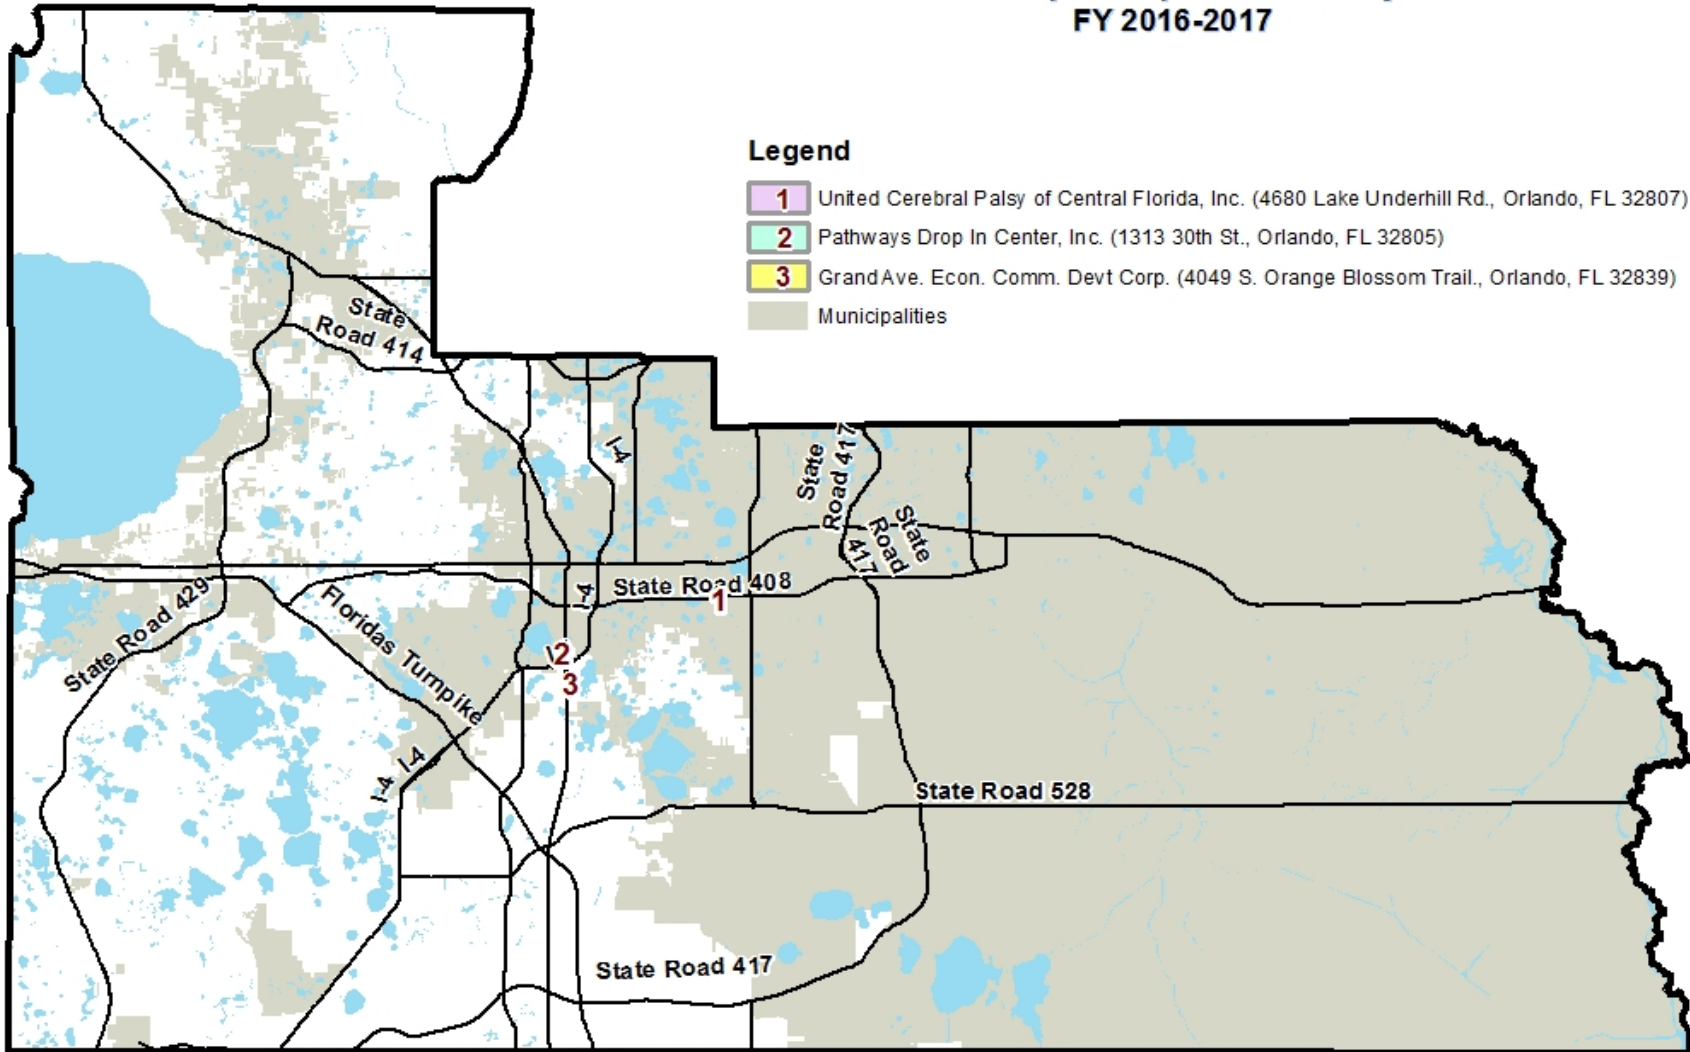 FY 2016-2017
Legend
1 United Cerebral Palsy of Central Florida, Inc. (4680 Lake Underhill Rd., Orlando, FL 32807)
2 Pathways Drop In Center, Inc. (1313 30th St., Orlando, FL 32805)
3 Grand Ave. Econ. Comm. Devt Corp. (4049 S. Orange Blossom Trail., Orlando, FL 32839)
Municipalities
State
Road 414
I-4
State
Road 417
State
Road
417
State Road 408
1
I-4
State Road 429
Floridas Turnpike
2
3
I-4
I-4
State Road 528
State Road 417